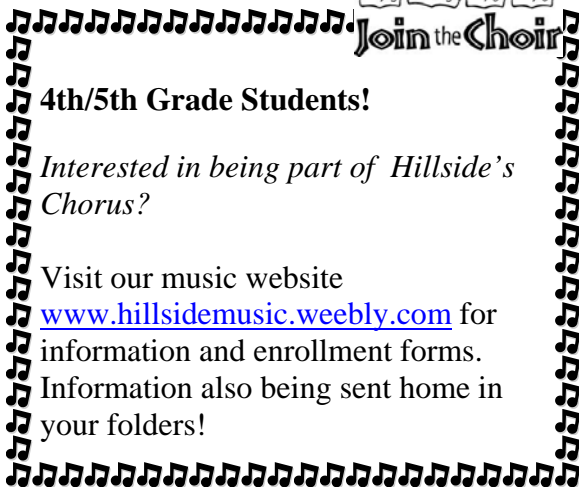 Join the Choir
4th/5th Grade Students!
Interested in being part of Hillside's
Chorus?
Visit our music website
www.hillsidemusic.weebly.com for
information and enrollment forms.
Information also being sent home in
your folders!